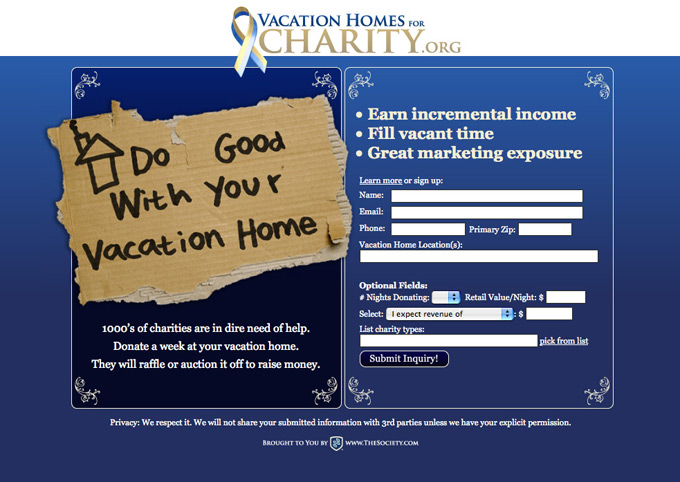 VACATION HOMES FOR
CHARITY.ORG
Do Good
With Your
Vacation Home
1000's of charities are in dire need of help.
Donate a week at your vacation home.
They will raffle or auction it off to raise money.
• Earn incremental income
• Fill vacant time
• Great marketing exposure
Learn more or sign up:
Name:
Email:
Phone: Primary Zip:
Vacation Home Location(s):
Optional Fields:
# Nights Donating: Retail Value/Night: $
Select: I expect revenue of : $
List charity types:
pick from list
Submit Inquiry!
Privacy: We respect it. We will not share your submitted information with 3rd parties unless we have your explicit permission.
BROUGHT TO YOU BY WWW.THESOCIETY.COM